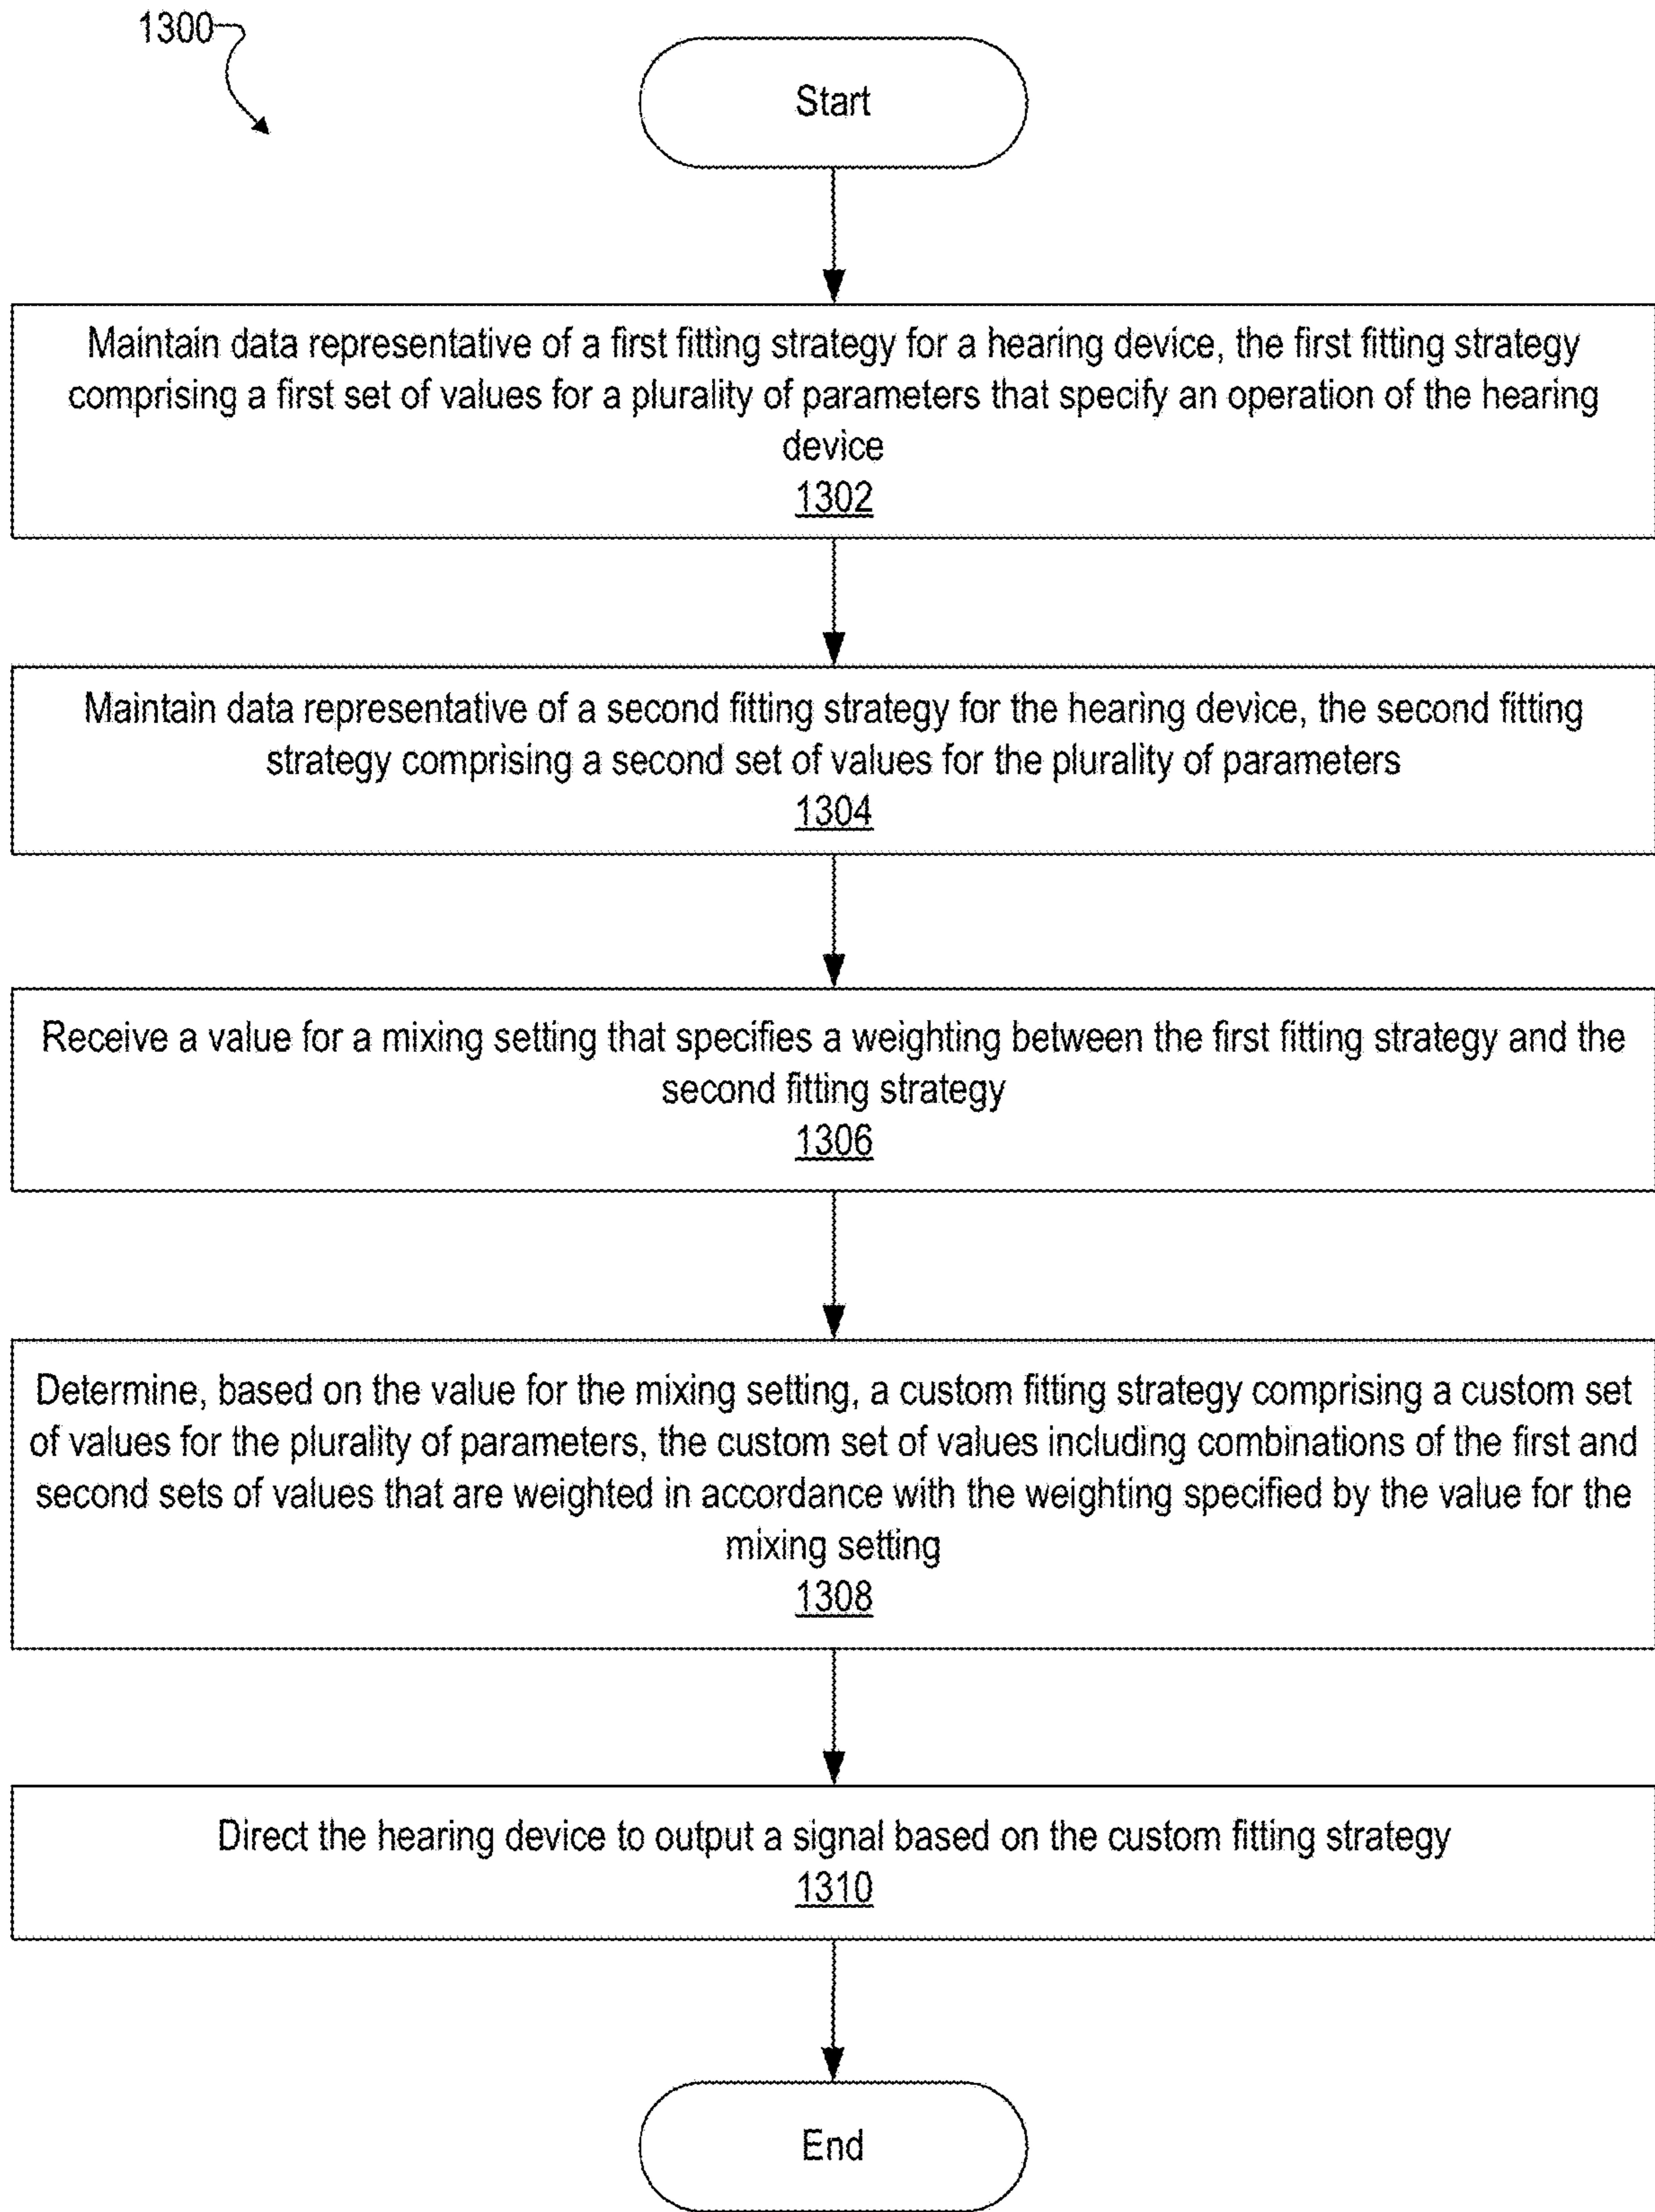 1300
Start
Maintain data representative of a first fitting strategy for a hearing device, the first fitting strategy
comprising a first set of values for a plurality of parameters that specify an operation of the hearing
device
1302
Maintain data representative of a second fitting strategy for the hearing device, the second fitting
strategy comprising a second set of values for the plurality of parameters
1304
Receive a value for a mixing setting that specifies a weighting between the first fitting strategy and the
second fitting strategy
1306
Determine, based on the value for the mixing setting, a custom fitting strategy comprising a custom set
of values for the plurality of parameters, the custom set of values including combinations of the first and
second sets of values that are weighted in accordance with the weighting specified by the value for the
mixing setting
1308
Direct the hearing device to output a signal based on the custom fitting strategy
1310
End